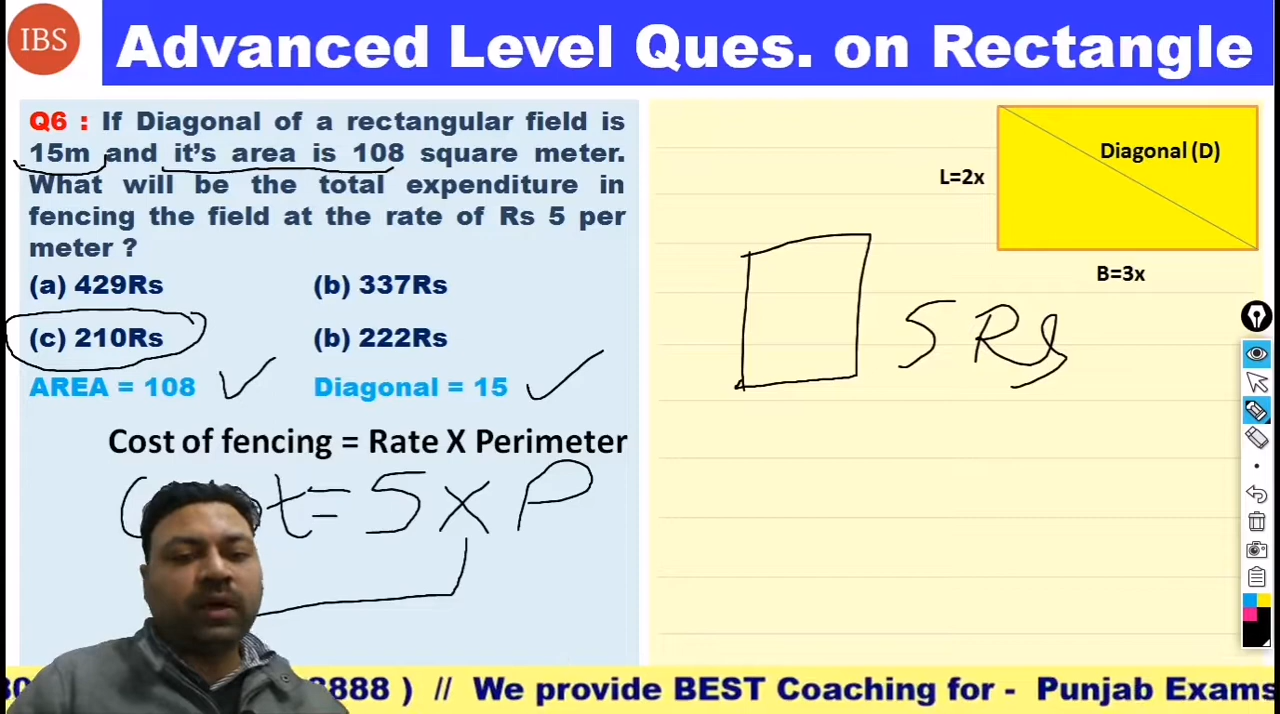 IBS
Advanced Level Ques. on Rectangle
Q6 : If Diagonal of a rectangular field is
15m and it's area is 108 square meter.
What will be the total expenditure in
fencing the field at the rate of Rs 5 per
meter ?
(a) 429Rs (b) 337Rs
(c) 210Rs (b) 222Rs
AREA = 108 Diagonal = 15
Cost of fencing = Rate X Perimeter
t= 5 x P
Diagonal (D)
L=2x
B=3x
5 Rs
8888 ) // We provide BEST Coaching for - Punjab Exams